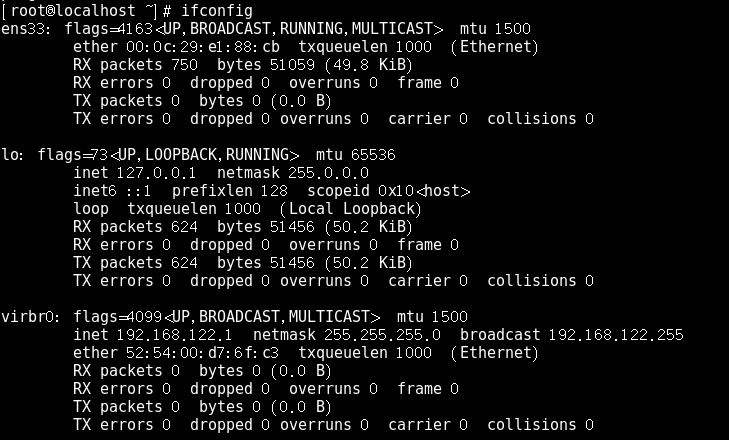 [root@localhost ~]# ifconfig
ens33: flags=4163<UP,BROADCAST,RUNNING,MULTICAST>  mtu 1500
        ether 00:0c:29:e1:88:cb  txqueuelen 1000  (Ethernet)
        RX packets 750  bytes 51059 (49.8 KiB)
        RX errors 0  dropped 0  overruns 0  frame 0
        TX packets 0  bytes 0 (0.0 B)
        TX errors 0  dropped 0 overruns 0  carrier 0  collisions 0

lo: flags=73<UP,LOOPBACK,RUNNING>  mtu 65536
        inet 127.0.0.1  netmask 255.0.0.0
        inet6 ::1  prefixlen 128  scopeid 0x10<host>
        loop  txqueuelen 1000  (Local Loopback)
        RX packets 624  bytes 51456 (50.2 KiB)
        RX errors 0  dropped 0  overruns 0  frame 0
        TX packets 624  bytes 51456 (50.2 KiB)
        TX errors 0  dropped 0 overruns 0  carrier 0  collisions 0

virbr0: flags=4099<UP,BROADCAST,MULTICAST>  mtu 1500
        inet 192.168.122.1  netmask 255.255.255.0  broadcast 192.168.122.255
        ether 52:54:00:d7:6f:c3  txqueuelen 1000  (Ethernet)
        RX packets 0  bytes 0 (0.0 B)
        RX errors 0  dropped 0  overruns 0  frame 0
        TX packets 0  bytes 0 (0.0 B)
        TX errors 0  dropped 0 overruns 0  carrier 0  collisions 0